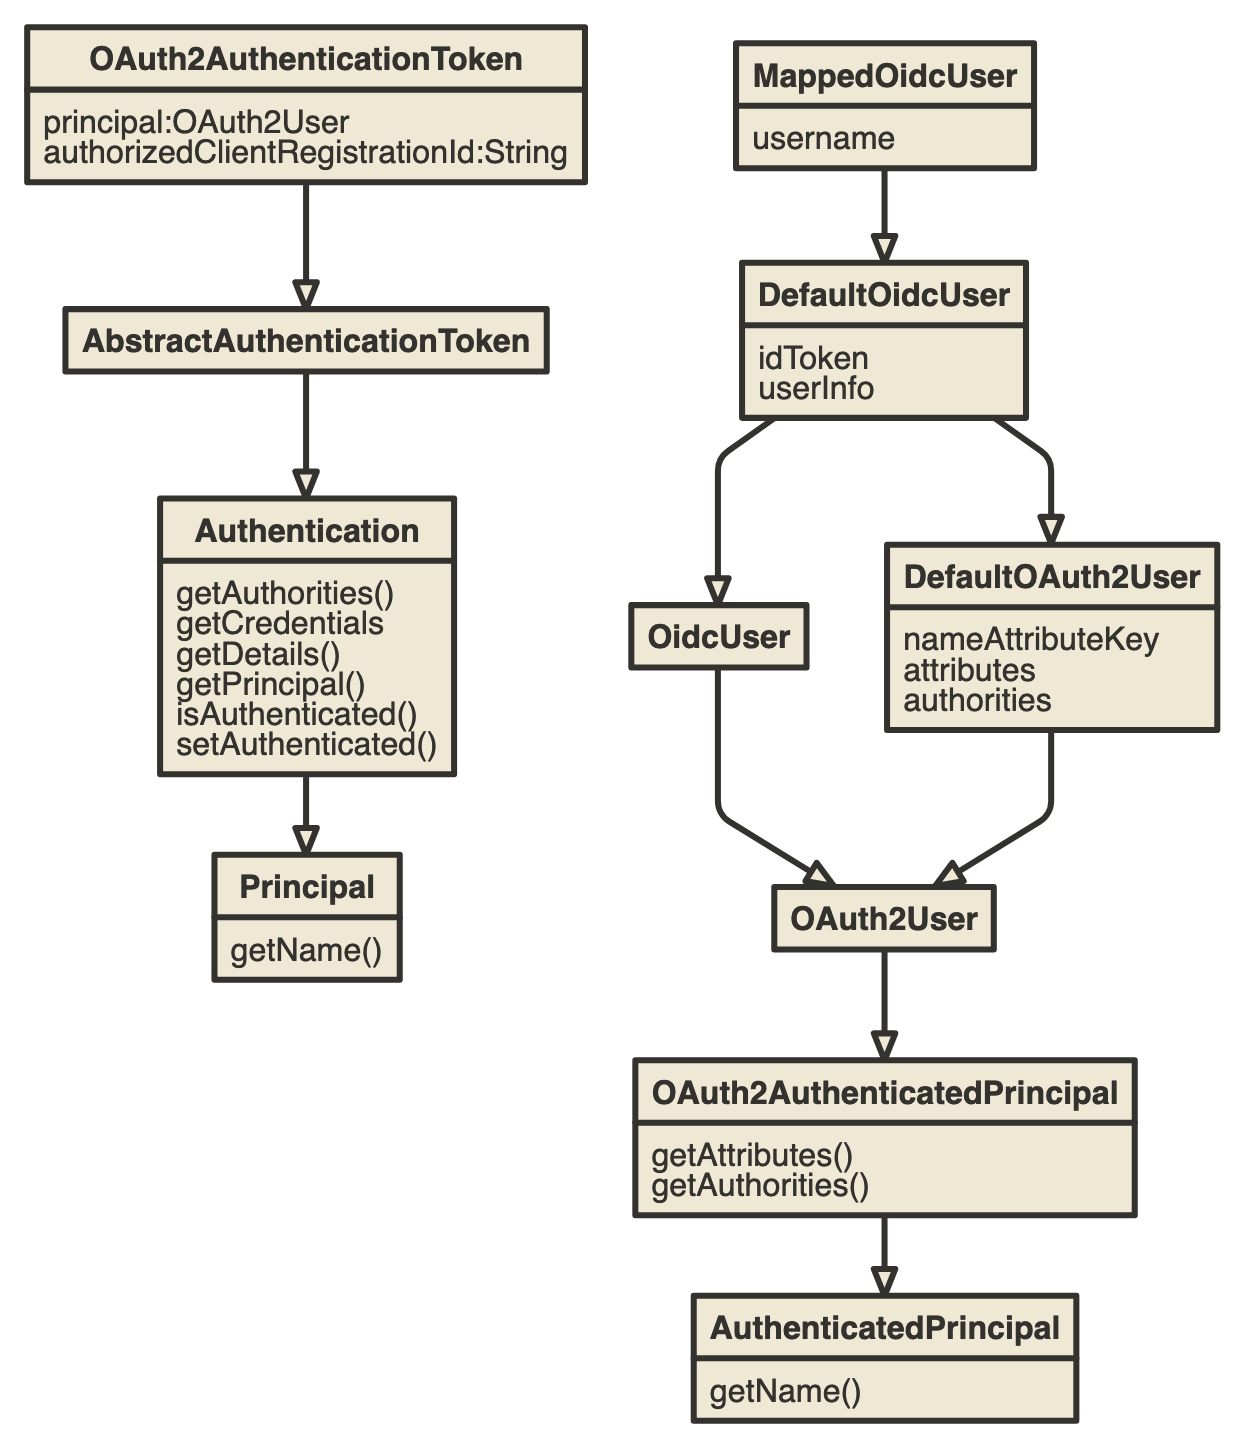 OAuth2AuthenticationToken
principal:OAuth2User
authorizedClientRegistrationId:String
AbstractAuthenticationToken
Authentication
getAuthorities()
getCredentials
getDetails()
getPrincipal()
isAuthenticated()
setAuthenticated()
Principal
getName()
MappedOidcUser
username
DefaultOidcUser
idToken
userInfo
OidcUser
DefaultOAuth2User
nameAttributeKey
attributes
authorities
OAuth2User
OAuth2AuthenticatedPrincipal
getAttributes()
getAuthorities()
AuthenticatedPrincipal
getName()